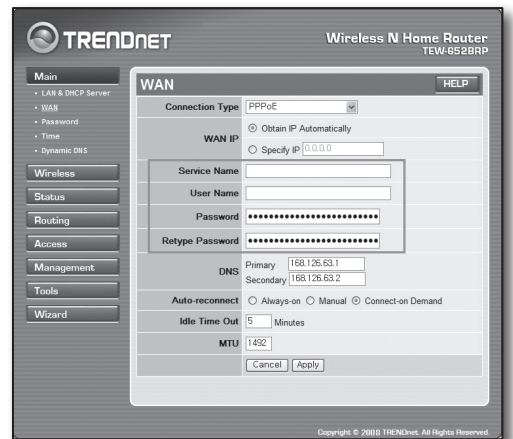 TRENDNET
Wireless N Home Router
TEW-652BRP
Main
• LAN & DHCP Server
• WAN
• Password
• Time
• Dynamic DNS
Wireless
Status
Routing
Access
Management
Tools
Wizard
WAN
HELP
Connection Type PPPoE
WAN IP
Obtain IP Automatically
Specify IP 0.0.0.0
Service Name
User Name
Password ••••••••••••••••••••••••••
Retype Password ••••••••••••••••••••••••••
DNS
Primary 168.126.63.1
Secondary 168.126.63.2
Auto-reconnect Always-on Manual Connect-on Demand
Idle Time Out 5 Minutes
MTU 1492
Cancel Apply
Copyright © 2008 TRENDnet. All Rights Reserved.